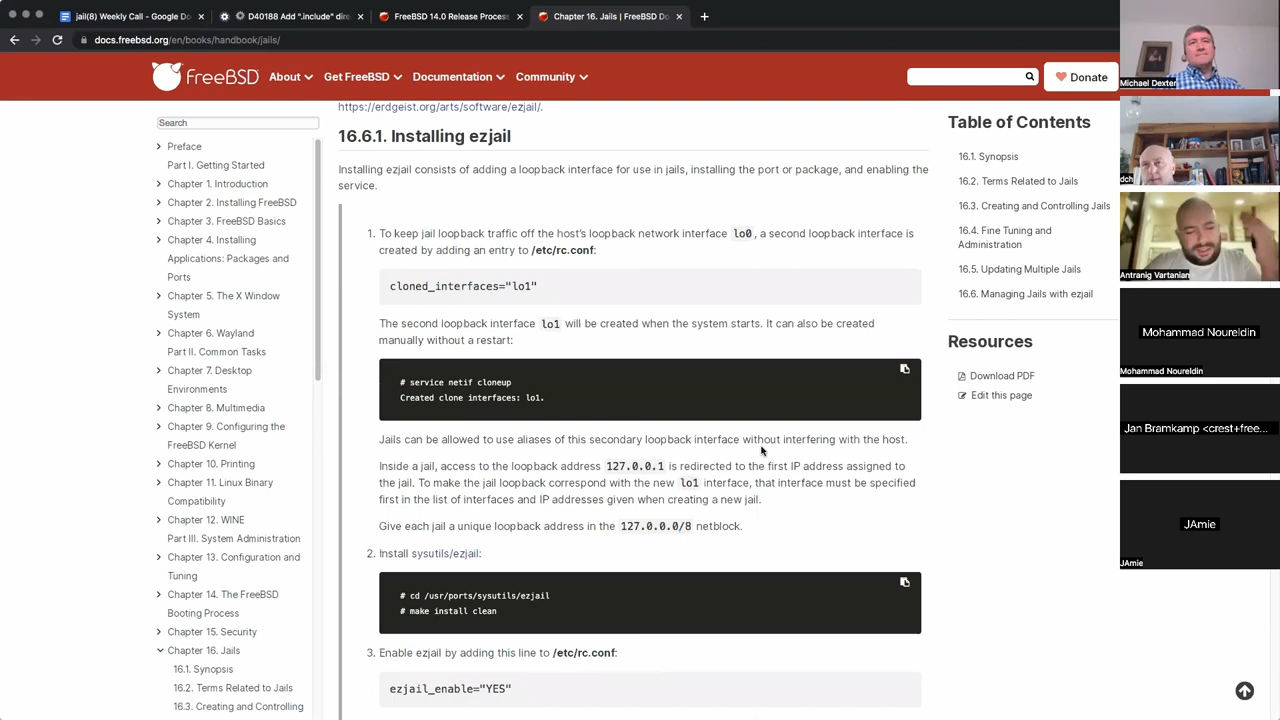 jail(8) Weekly Call - Google Do
D40188 Add ".include" dire
FreeBSD 14.0 Release Process
Chapter 16. Jails | FreeBSD Do
docs.freebsd.org/en/books/handbook/jails/
FreeBSD
About
Get FreeBSD
Documentation
Community
Donate
Search
Preface
Part I. Getting Started
Chapter 1. Introduction
Chapter 2. Installing FreeBSD
Chapter 3. FreeBSD Basics
Chapter 4. Installing
Applications: Packages and
Ports
Chapter 5. The X Window
System
Chapter 6. Wayland
Part II. Common Tasks
Chapter 7. Desktop
Environments
Chapter 8. Multimedia
Chapter 9. Configuring the
FreeBSD Kernel
Chapter 10. Printing
Chapter 11. Linux Binary
Compatibility
Chapter 12. WINE
Part III. System Administration
Chapter 13. Configuration and
Tuning
Chapter 14. The FreeBSD
Booting Process
Chapter 15. Security
Chapter 16. Jails
16.1. Synopsis
16.2. Terms Related to Jails
16.3. Creating and Controlling
https://erdgeist.org/arts/software/ezjail/.
16.6.1. Installing ezjail
Installing ezjail consists of adding a loopback interface for use in jails, installing the port or package, and enabling the
service.
1. To keep jail loopback traffic off the host's loopback network interface lo0, a second loopback interface is
created by adding an entry to /etc/rc.conf:
cloned_interfaces="lo1"
The second loopback interface lo1 will be created when the system starts. It can also be created
manually without a restart:
# service netif cloneup
Created clone interfaces: lo1.
Jails can be allowed to use aliases of this secondary loopback interface without interfering with the host.
Inside a jail, access to the loopback address 127.0.0.1 is redirected to the first IP address assigned to
the jail. To make the jail loopback correspond with the new lo1 interface, that interface must be specified
first in the list of interfaces and IP addresses given when creating a new jail.
Give each jail a unique loopback address in the 127.0.0.0/8 netblock.
2. Install sysutils/ezjail:
# cd /usr/ports/sysutils/ezjail
# make install clean
3. Enable ezjail by adding this line to /etc/rc.conf:
ezjail_enable="YES"
Table of Contents
16.1. Synopsis
16.2. Terms Related to Jails
16.3. Creating and Controlling Jails
16.4. Fine Tuning and
Administration
16.5. Updating Multiple Jails
16.6. Managing Jails with ezjail
Resources
Download PDF
Edit this page
Michael Dexter
dch
Antranig Vartanian
Mohammad Noureldin
Mohammad Noureldin
Jan Bramkamp <crest+free...
JAmie
JAmie